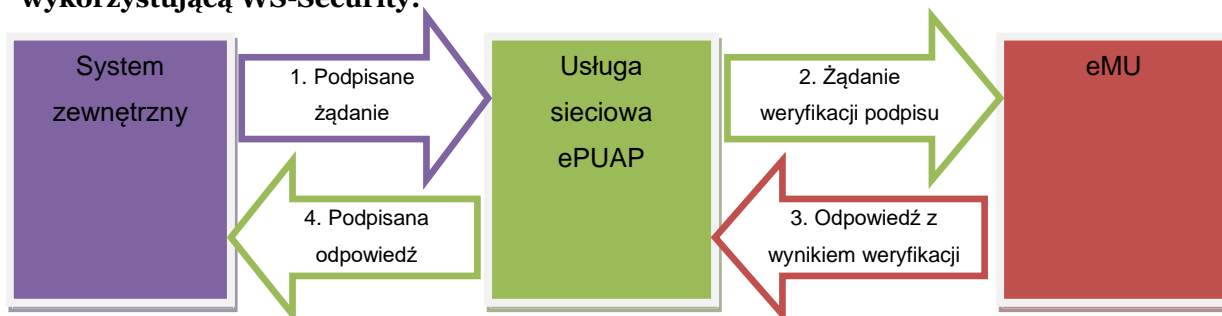 wykorzystującą WS-Security.
System
zewnętrzny
1. Podpisane
żądanie
Usługa
sieciowa
ePUAP
2. Żądanie
weryfikacji podpisu
eMU
4. Podpisana
odpowiedź
3. Odpowiedź z
wynikiem weryfikacji